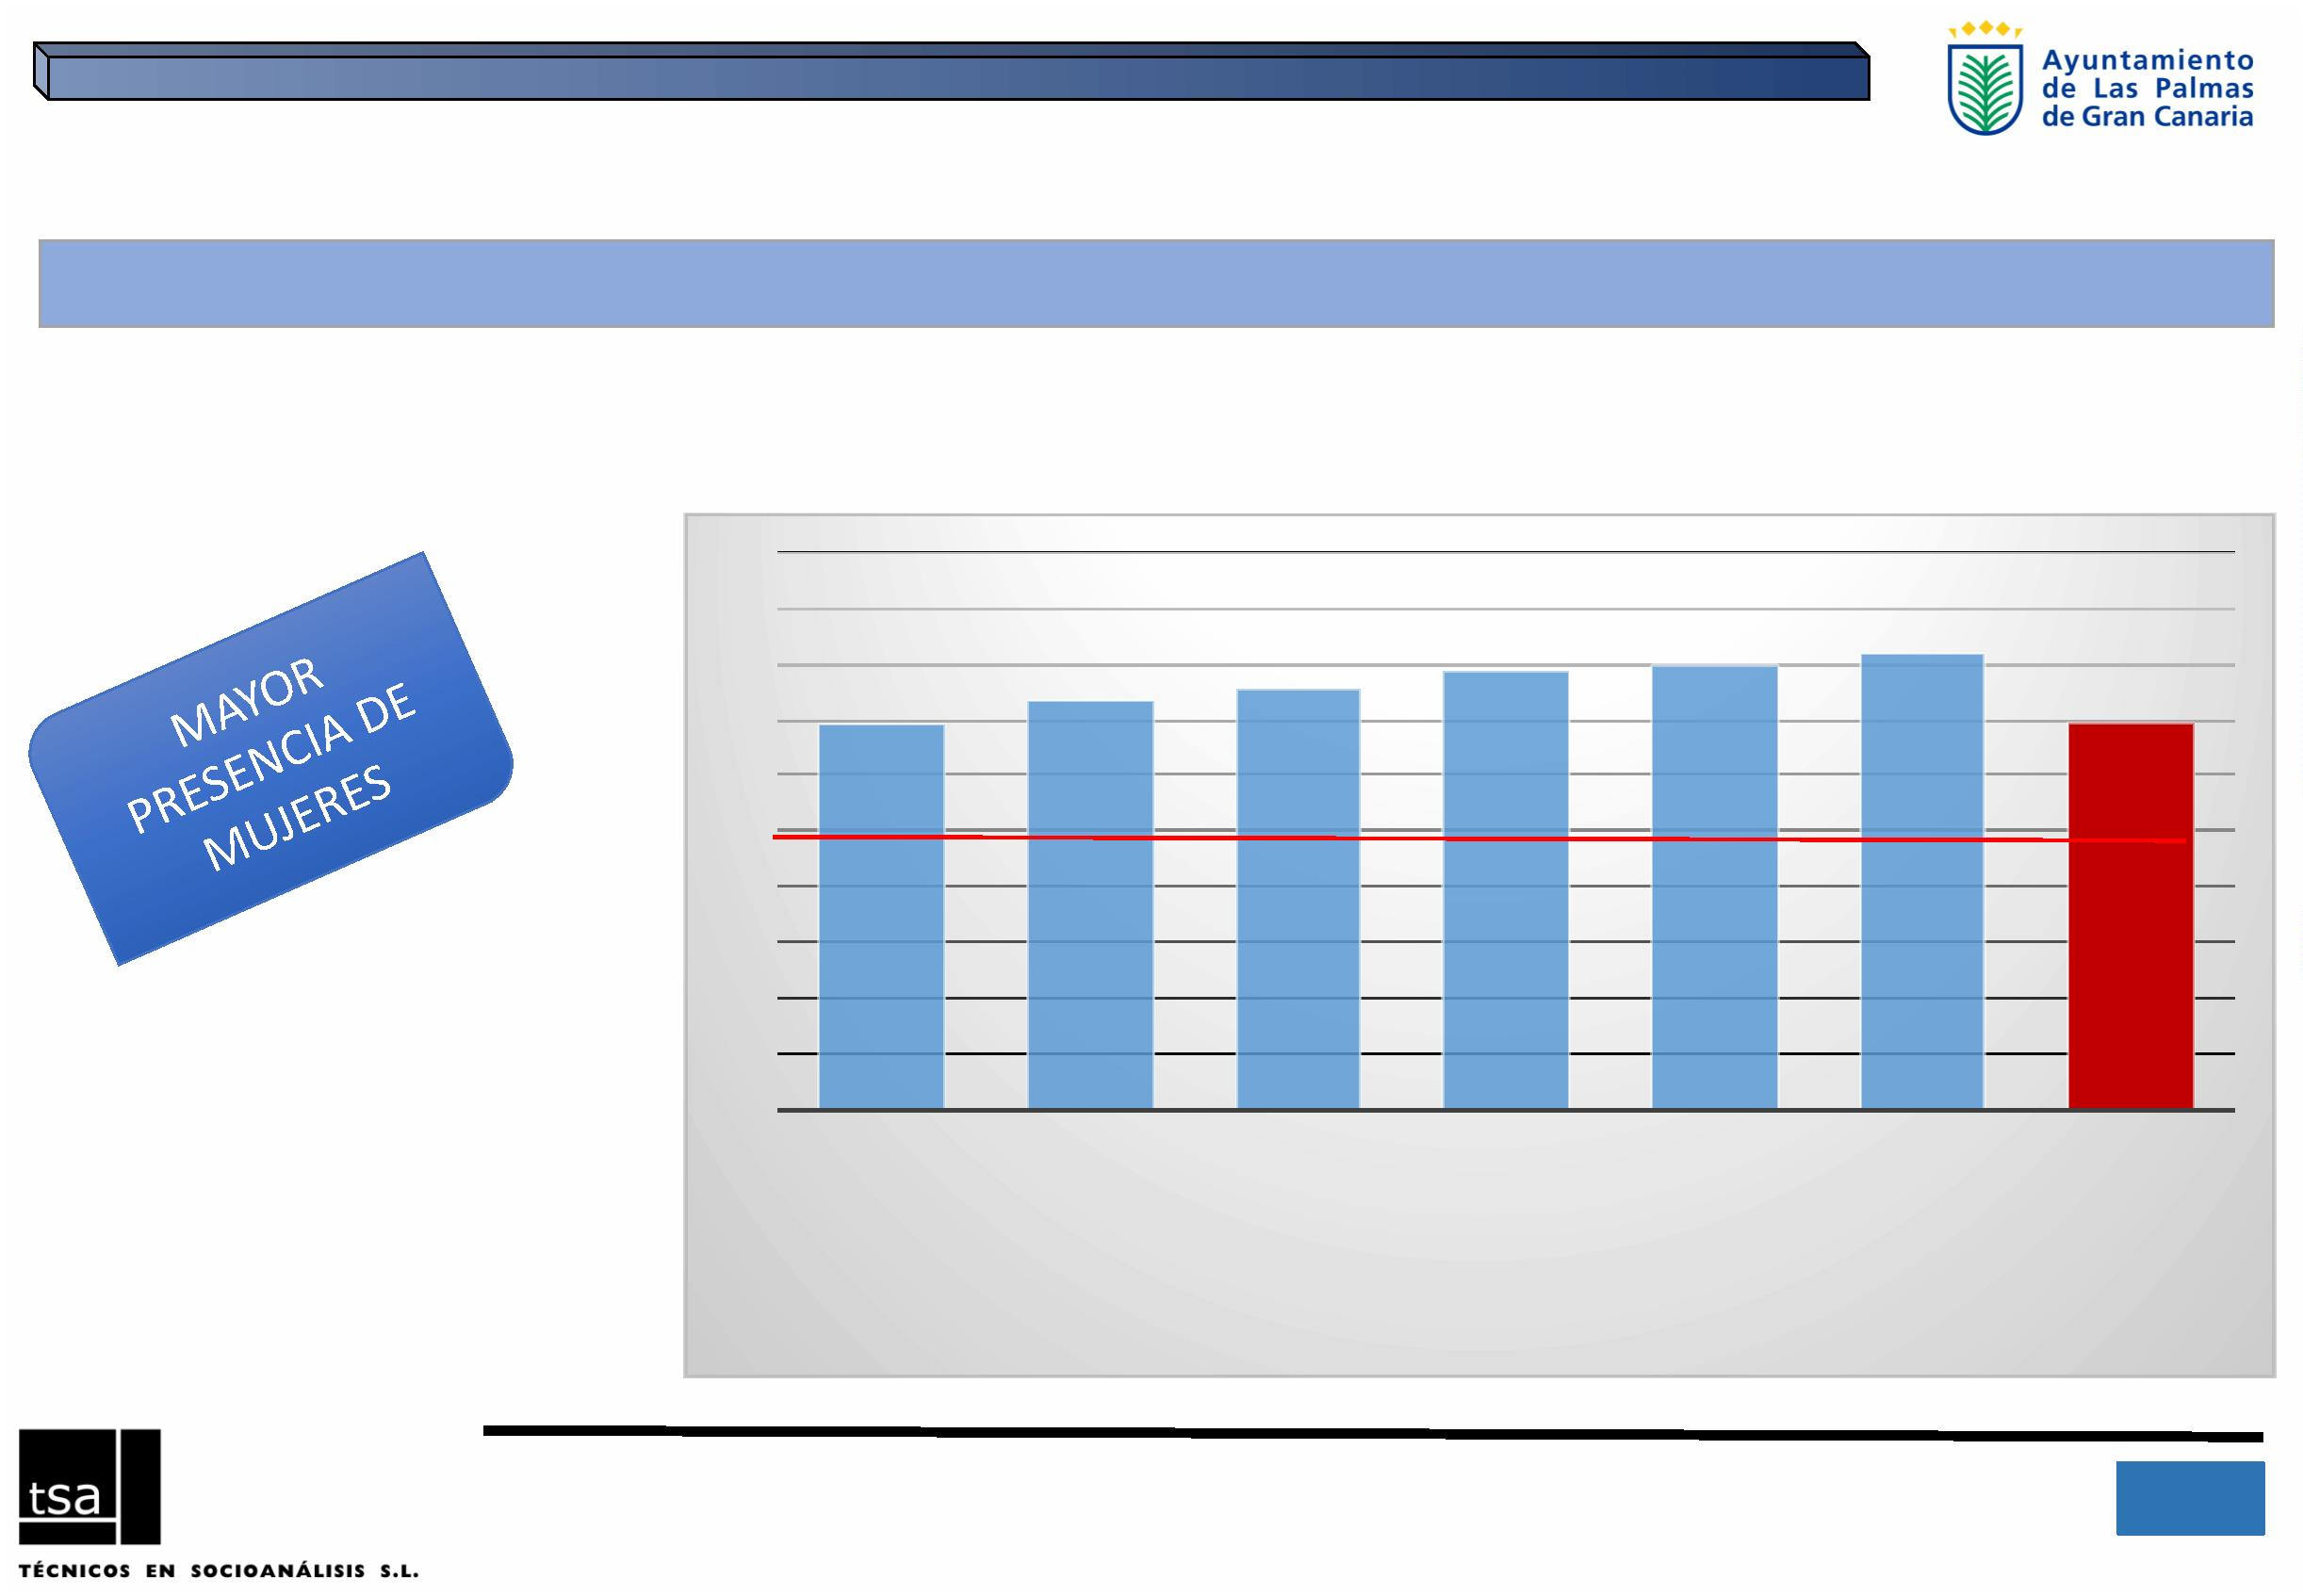 Ayuntamiento
de Las Palmas
de Gran Canaria
MAYOR
PRESENCIA DE
MUJERES
tsa
TÉCNICOS EN SOCIOANÁLISIS S.L.